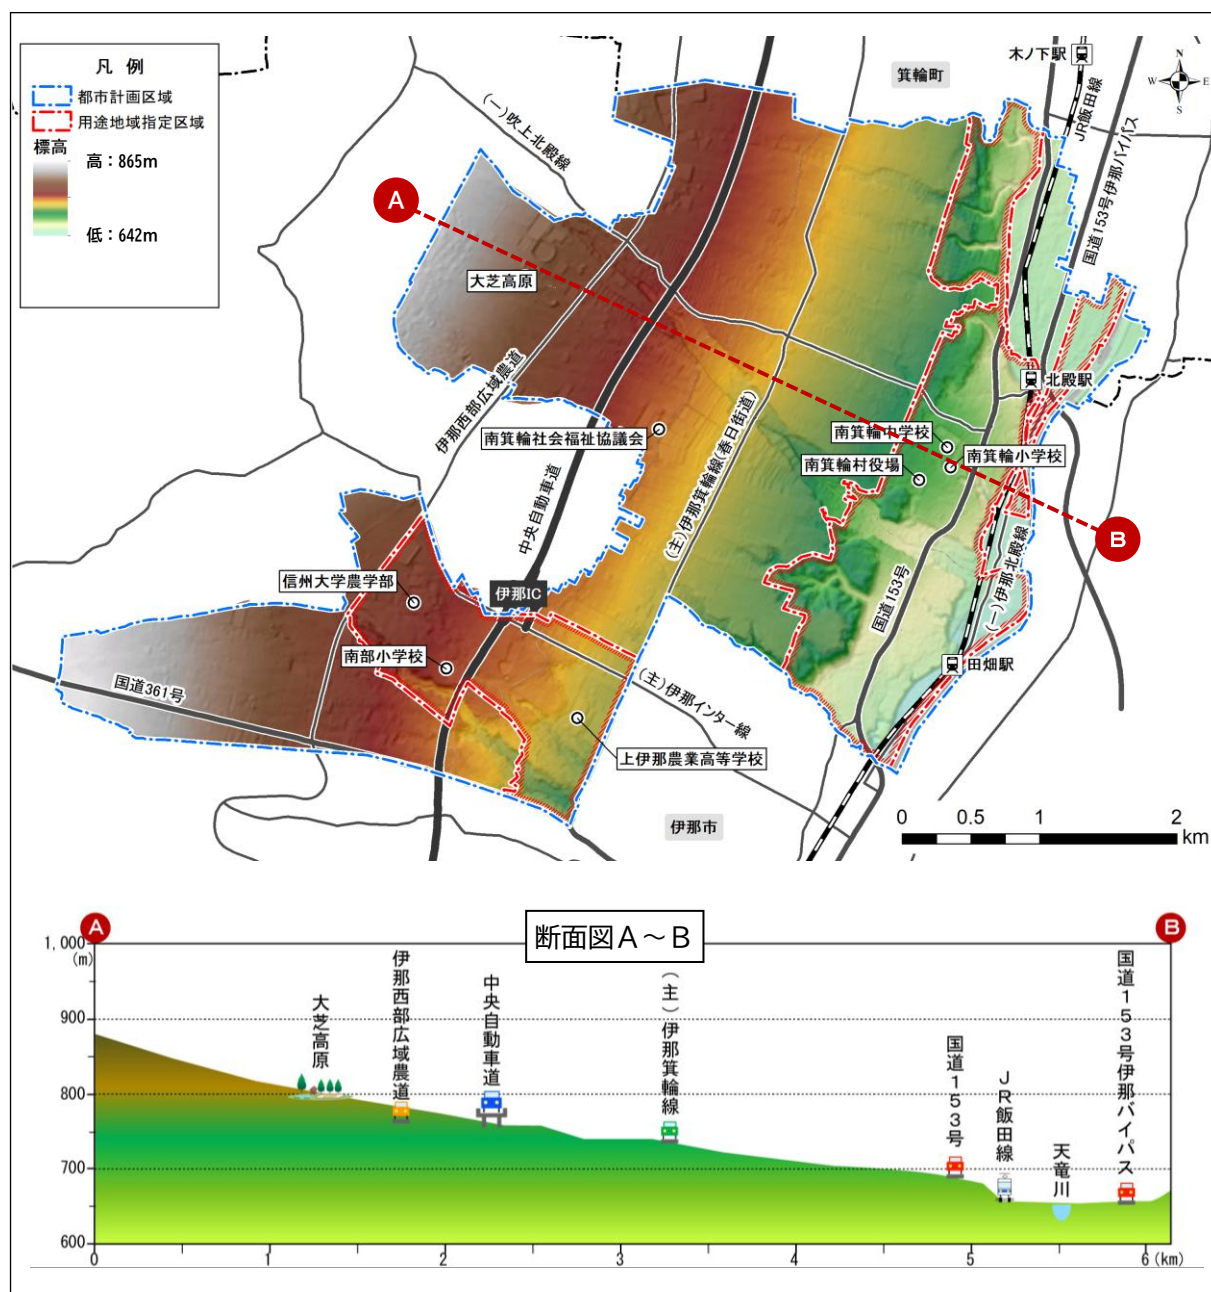 凡 例
都市計画区域
用途地域指定区域
標高
高：865m
低：642m
木ノ下駅
箕輪町
N
W
E
S
JR飯田線
国道153号伊那バイパス
(一)吹上北殿線
A
大芝高原
伊那西部広域農道
北殿駅
南箕輪社会福祉協議会
(主)伊那箕輪線(春日街道)
南箕輪中学校
南箕輪小学校
南箕輪村役場
中央自動車道
B
国道153号
(一)伊那北殿線
信州大学農学部
伊那IC
南部小学校
田畑駅
国道361号
(主)伊那インター線
上伊那農業高等学校
伊那市
0 0.5 1 2
km
A
断面図A～B
B
1,000
(m)
900
800
700
600
大芝高原
伊那西部広域農道
中央自動車道
(主)伊那箕輪線
国道153号
JR飯田線
天竜川
国道153号伊那バイパス
0 1 2 3 4 5 6 (km)